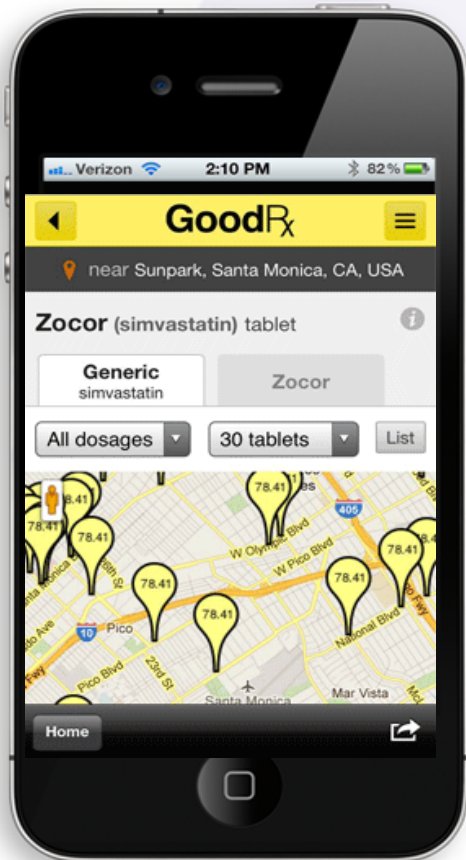 Verizon 2:10 PM 82%
GoodRx
near Sunpark, Santa Monica, CA, USA
Zocor (simvastatin) tablet
i
Generic Zocor
simvastatin
All dosages 30 tablets List
78.41
78.41
405
78.41
78.41
W Olympic Blvd
78.41
78.41
W Pico Blvd
78.41
78.41
10 Pico
National Blvd
Pico Blvd
23rd St
Santa Monica
Mar Vista
Home